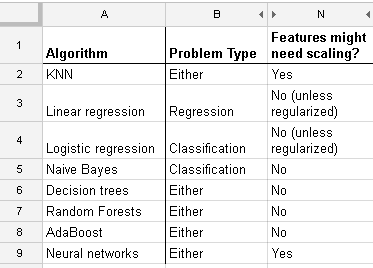 A B N
1 Algorithm Problem Type Features might
need scaling?
2 KNN Either Yes
3 Linear regression Regression No (unless
regularized)
4 Logistic regression Classification No (unless
regularized)
5 Naive Bayes Classification No
6 Decision trees Either No
7 Random Forests Either No
8 AdaBoost Either No
9 Neural networks Either Yes